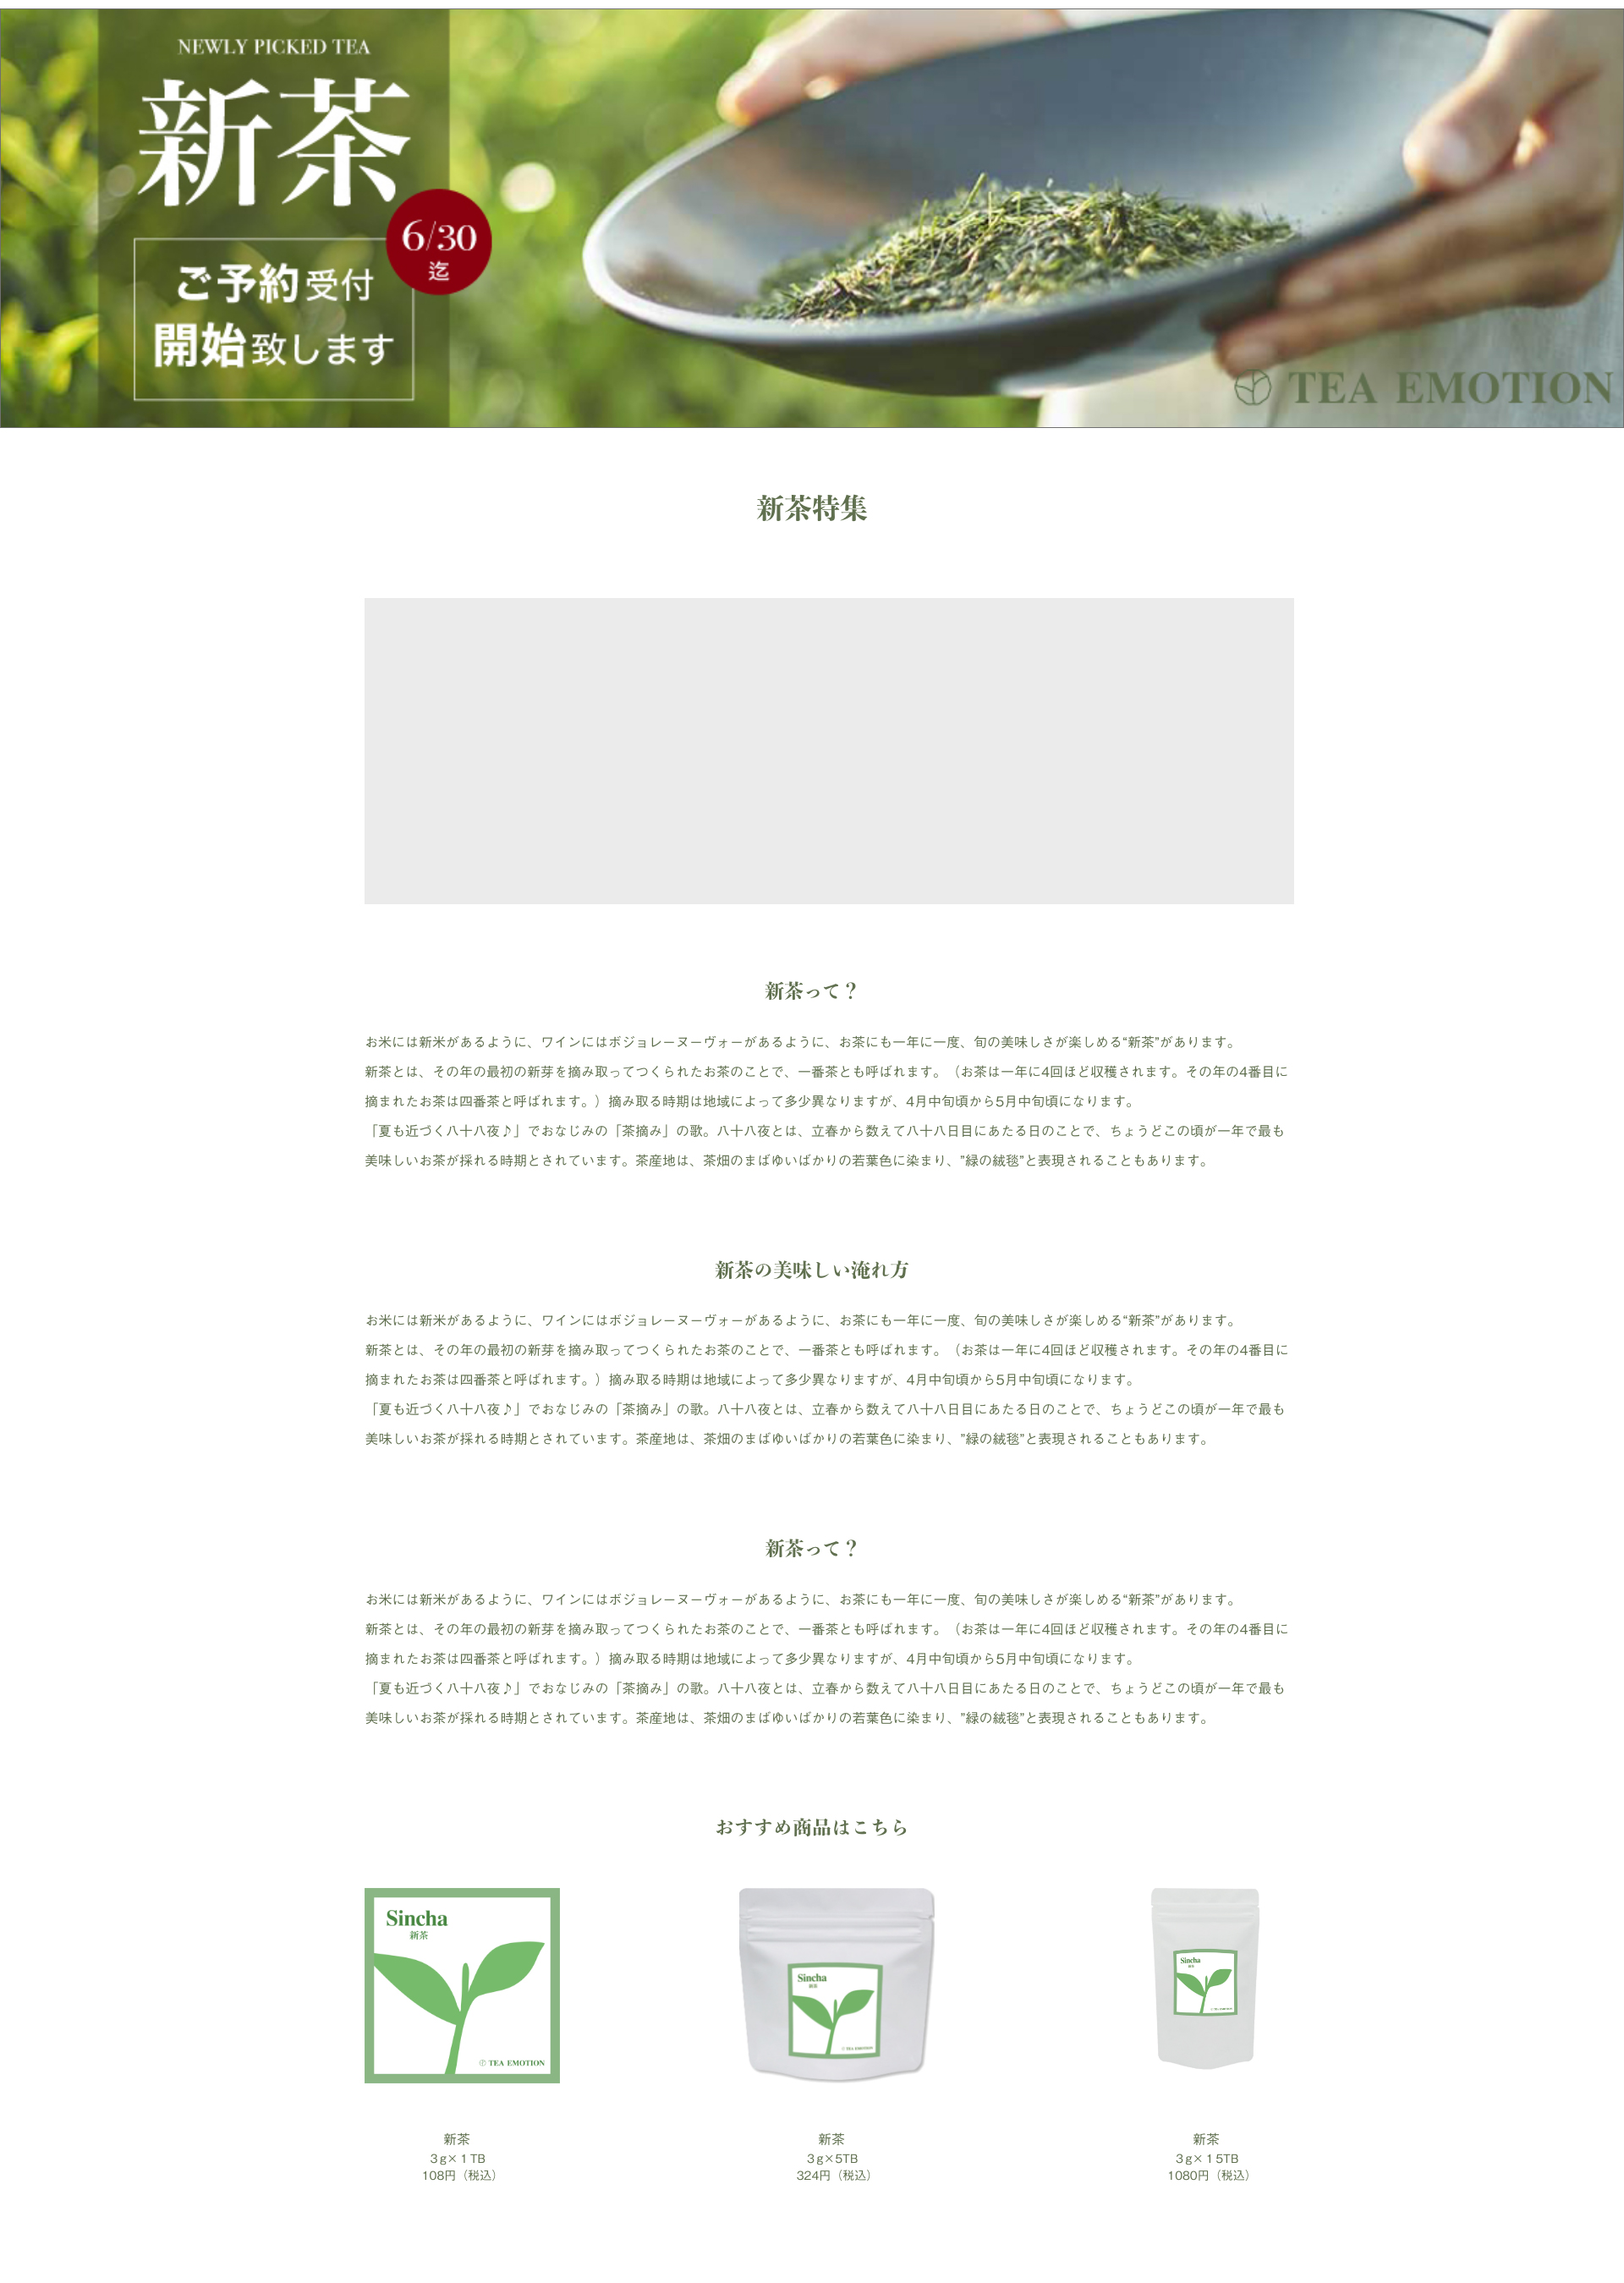 NEWLY PICKED TEA
新茶
6/30
迄
ご予約受付
開始致します
TEA EMOTION
新茶特集
新茶って？
お米には新米があるように、ワインにはボジョレーヌーヴォーがあるように、お茶にも一年に一度、旬の美味しさが楽しめる“新茶”があります。
新茶とは、その年の最初の新芽を摘み取ってつくられたお茶のことで、一番茶とも呼ばれます。（お茶は一年に4回ほど収穫されます。その年の4番目に
摘まれたお茶は四番茶と呼ばれます。）摘み取る時期は地域によって多少異なりますが、4月中旬頃から5月中旬頃になります。
「夏も近づく八十八夜♪」でおなじみの「茶摘み」の歌。八十八夜とは、立春から数えて八十八日目にあたる日のことで、ちょうどこの頃が一年で最も
美味しいお茶が採れる時期とされています。茶産地は、茶畑のまばゆいばかりの若葉色に染まり、”緑の絨毯”と表現されることもあります。
新茶の美味しい淹れ方
お米には新米があるように、ワインにはボジョレーヌーヴォーがあるように、お茶にも一年に一度、旬の美味しさが楽しめる“新茶”があります。
新茶とは、その年の最初の新芽を摘み取ってつくられたお茶のことで、一番茶とも呼ばれます。（お茶は一年に4回ほど収穫されます。その年の4番目に
摘まれたお茶は四番茶と呼ばれます。）摘み取る時期は地域によって多少異なりますが、4月中旬頃から5月中旬頃になります。
「夏も近づく八十八夜♪」でおなじみの「茶摘み」の歌。八十八夜とは、立春から数えて八十八日目にあたる日のことで、ちょうどこの頃が一年で最も
美味しいお茶が採れる時期とされています。茶産地は、茶畑のまばゆいばかりの若葉色に染まり、”緑の絨毯”と表現されることもあります。
新茶って？
お米には新米があるように、ワインにはボジョレーヌーヴォーがあるように、お茶にも一年に一度、旬の美味しさが楽しめる“新茶”があります。
新茶とは、その年の最初の新芽を摘み取ってつくられたお茶のことで、一番茶とも呼ばれます。（お茶は一年に4回ほど収穫されます。その年の4番目に
摘まれたお茶は四番茶と呼ばれます。）摘み取る時期は地域によって多少異なりますが、4月中旬頃から5月中旬頃になります。
「夏も近づく八十八夜♪」でおなじみの「茶摘み」の歌。八十八夜とは、立春から数えて八十八日目にあたる日のことで、ちょうどこの頃が一年で最も
美味しいお茶が採れる時期とされています。茶産地は、茶畑のまばゆいばかりの若葉色に染まり、”緑の絨毯”と表現されることもあります。
おすすめ商品はこちら
Sincha
新茶
TEA EMOTION
Sincha
新茶
TEA EMOTION
Sincha
新茶
TEA EMOTION
新茶
３g×１TB
108円（税込）
新茶
３g×5TB
324円（税込）
新茶
３g×１5TB
1080円（税込）